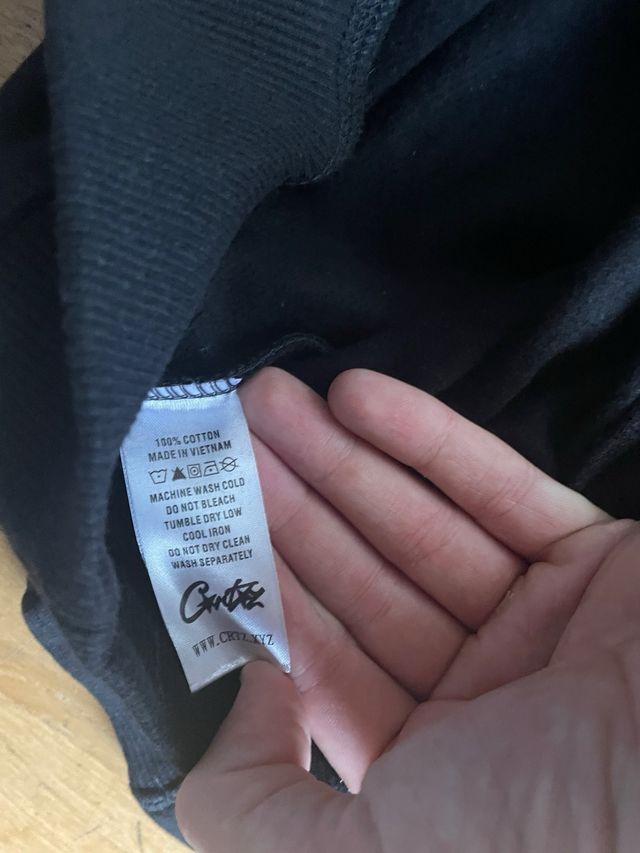 100% COTTON
MADE IN VIETNAM
MACHINE WASH COLD
DO NOT BLEACH
TUMBLE DRY LOW
COOL IRON
DO NOT DRY CLEAN
WASH SEPARATELY
Crtz
WWW.CRTZ.XYZ